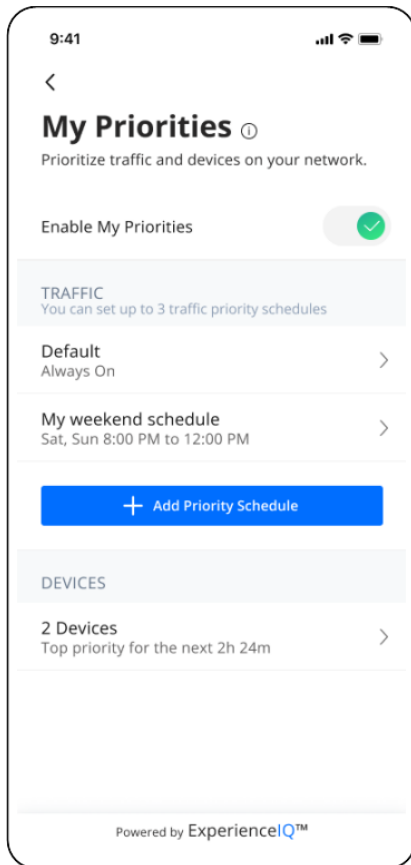 9:41
My Priorities
Prioritize traffic and devices on your network.
Enable My Priorities
TRAFFIC
You can set up to 3 traffic priority schedules
Default
Always On
My weekend schedule
Sat, Sun 8:00 PM to 12:00 PM
Add Priority Schedule
DEVICES
2 Devices
Top priority for the next 2h 24m
Powered by ExperienceIQ™